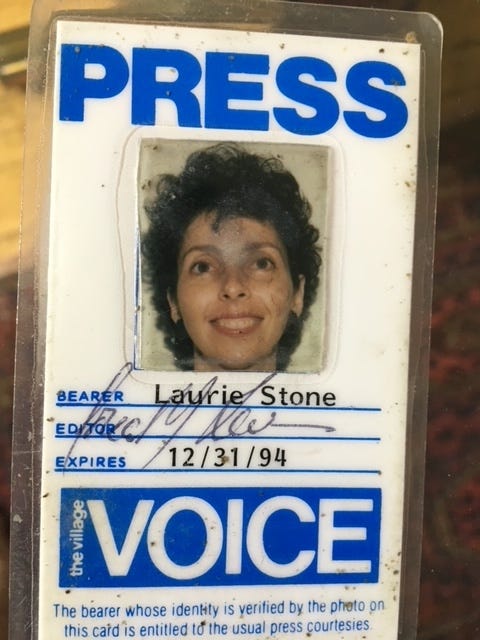 PRESS
BEARER Laurie Stone
EDITOR
EXPIRES 12/31/94
the village VOICE
The bearer whose identity is verified by the photo on
this card is entitled to the usual press courtesies.